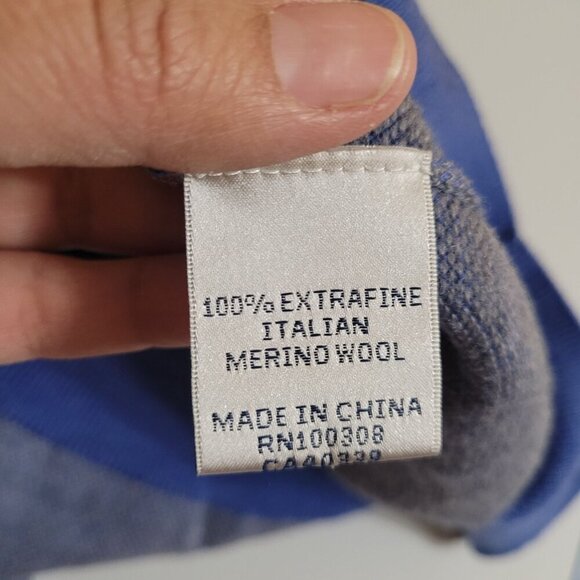 100% EXTRAFINE
ITALIAN
MERINO WOOL
MADE IN CHINA
RN100308